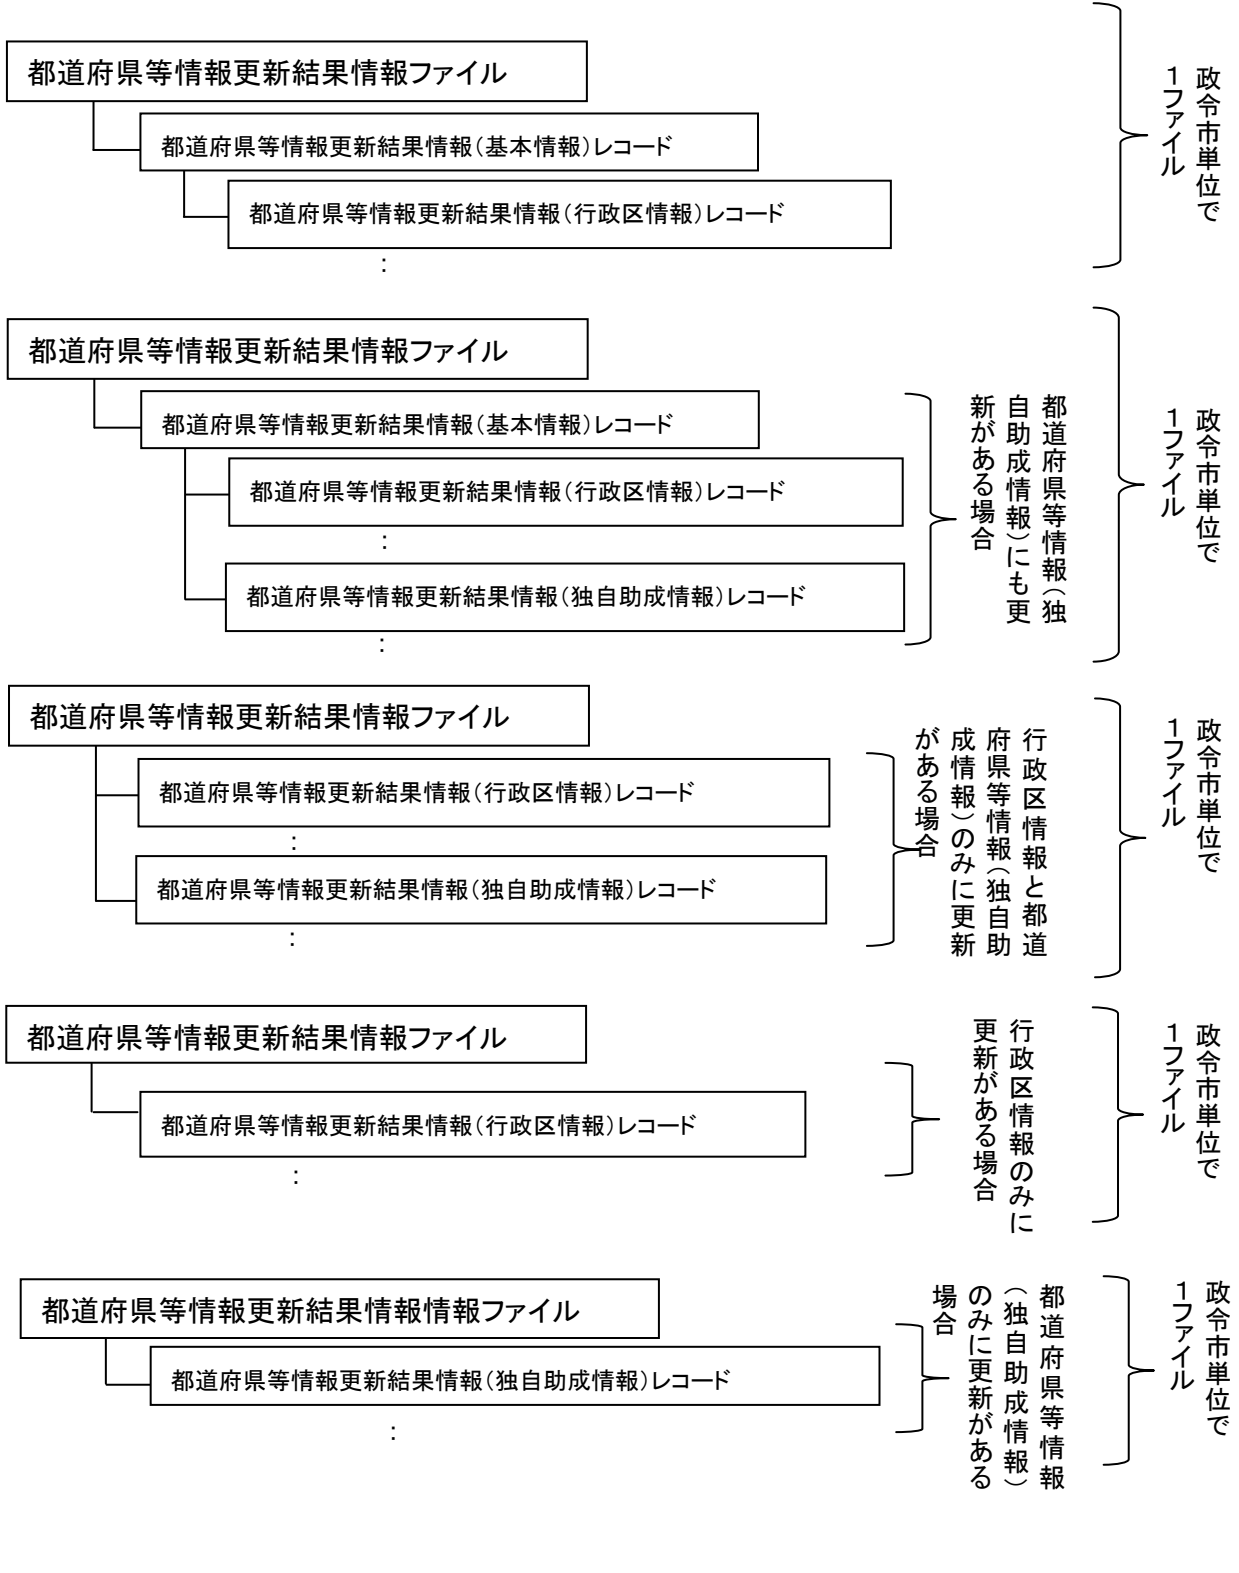 都道府県等情報更新結果情報ファイル
都道府県等情報更新結果情報(基本情報)レコード
都道府県等情報更新結果情報(行政区情報)レコード
:
政令市単位で
1ファイル
都道府県等情報更新結果情報ファイル
都道府県等情報更新結果情報(基本情報)レコード
都道府県等情報更新結果情報(行政区情報)レコード
:
都道府県等情報更新結果情報(独自助成情報)レコード
:
都道府県等情報(独
自助成情報)にも更
新がある場合
政令市単位で
1ファイル
都道府県等情報更新結果情報ファイル
都道府県等情報更新結果情報(行政区情報)レコード
:
都道府県等情報更新結果情報(独自助成情報)レコード
:
行政区情報と都道
府県等情報(独自助
成情報)のみに更新
がある場合
政令市単位で
1ファイル
都道府県等情報更新結果情報ファイル
都道府県等情報更新結果情報(行政区情報)レコード
:
行政区情報のみに
更新がある場合
政令市単位で
1ファイル
都道府県等情報更新結果情報情報ファイル
都道府県等情報更新結果情報(独自助成情報)レコード
:
都道府県等情報
(独自助成情報)
のみに更新がある
場合
政令市単位で
1ファイル